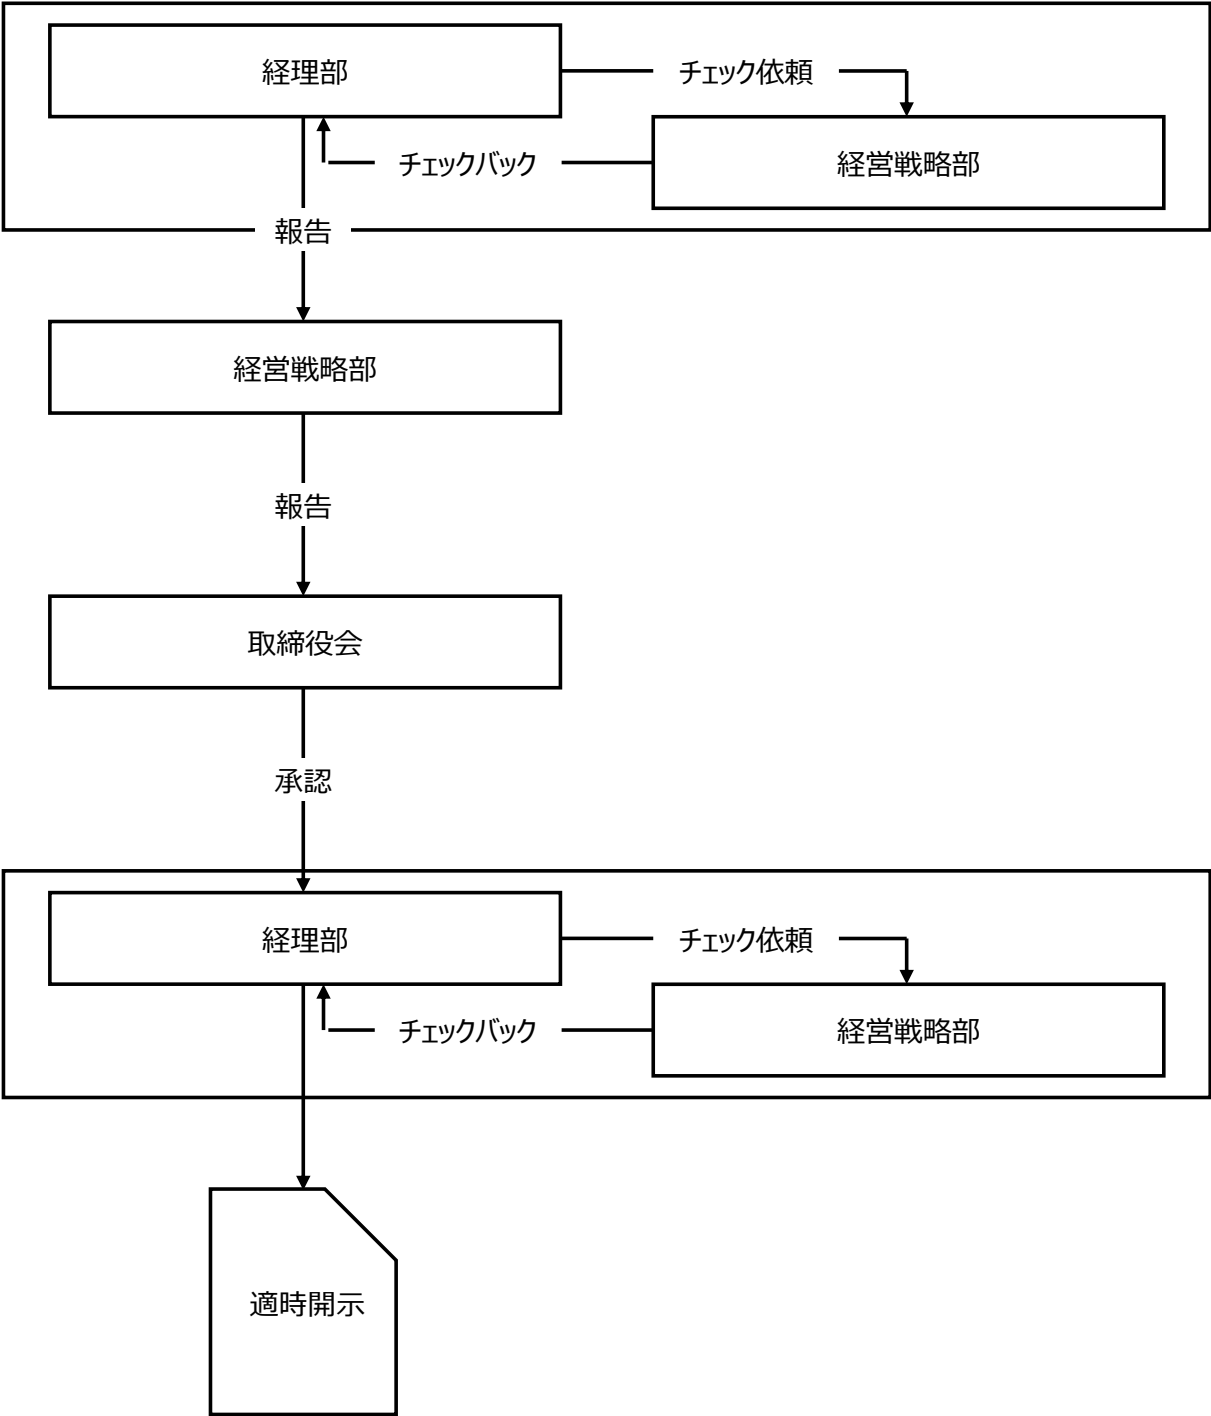 経理部
チェック依頼
チェックバック
経営戦略部
報告
経営戦略部
報告
取締役会
承認
経理部
チェック依頼
チェックバック
経営戦略部
適時開示